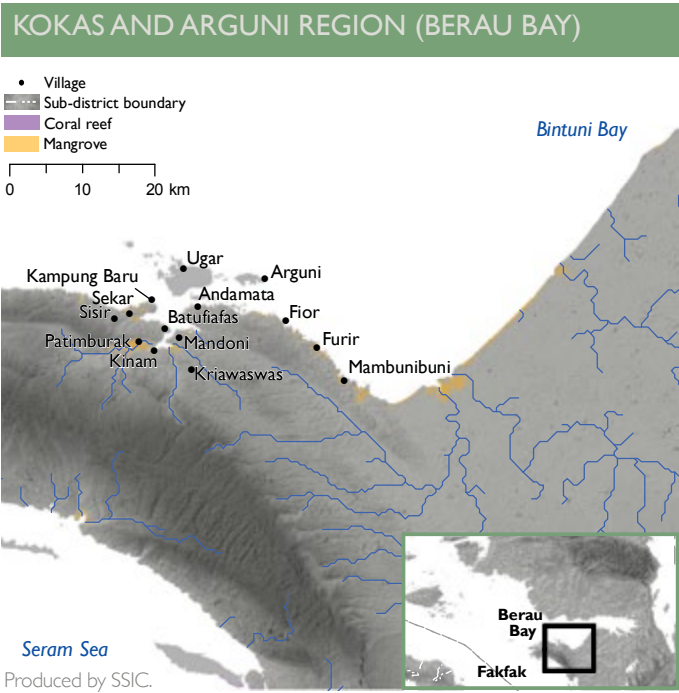 KOKAS AND ARGUNI REGION (BERAU BAY)
Village
Sub-district boundary
Coral reef
Mangrove
0 10 20 km
Bintuni Bay
Ugar
Kampung Baru
Arguni
Sekar
Andamata
Sisir
Batufiafas
Fior
Patimburak
Mandoni
Furir
Kinam
Kriawaswas
Mambunibuni
Berau
Bay
Fakfak
Seram Sea
Produced by SSIC.